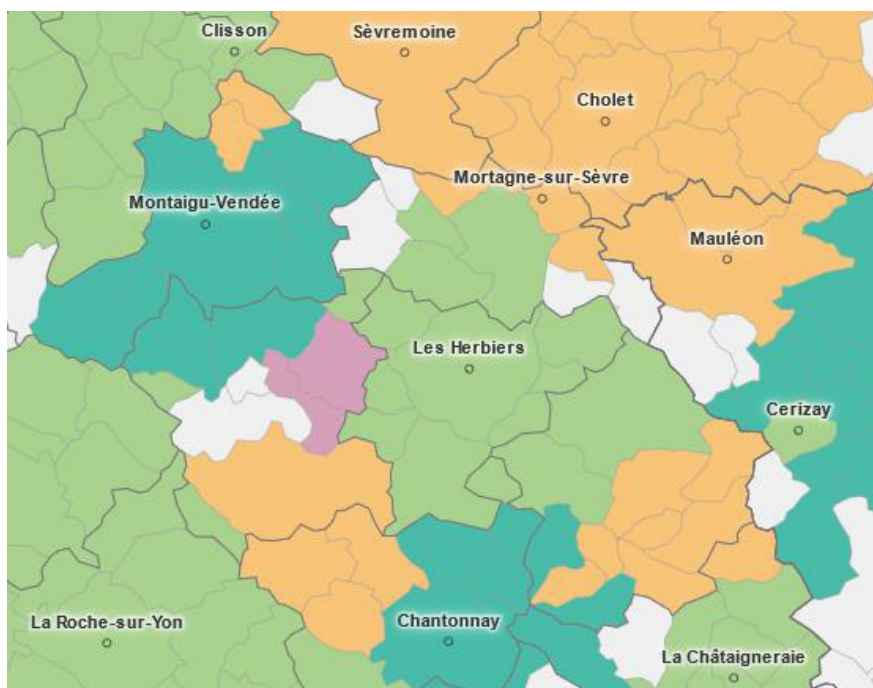 Clisson
Sèvremoine
Cholet
Mortagne-sur-Sèvre
Montaigu-Vendée
Mauléon
Les Herbiers
Cerizay
La Roche-sur-Yon
Chantonnay
La Châtaigneraie